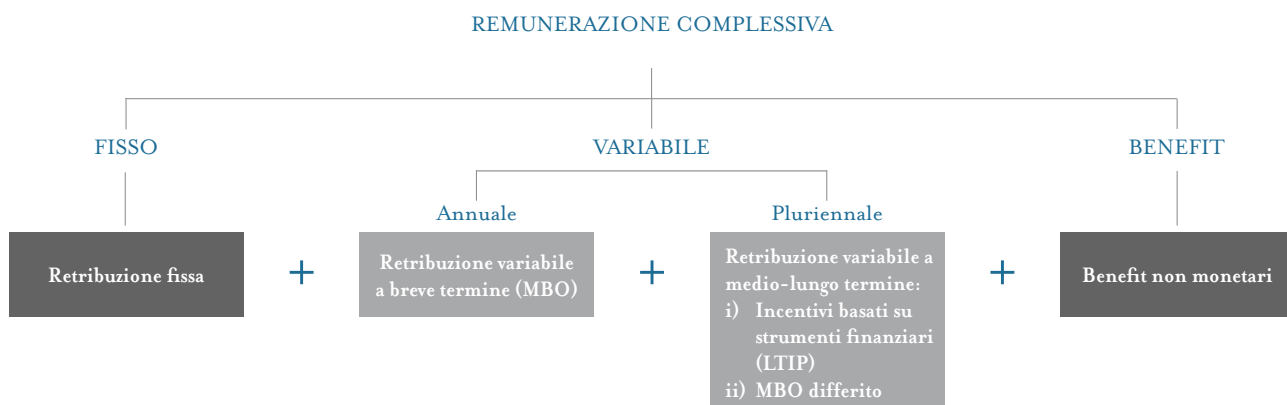 REMUNERAZIONE COMPLESSIVA
FISSO
VARIABILE
BENEFIT
Annuale
Pluriennale
Retribuzione fissa
+
Retribuzione variabile
a breve termine (MBO)
+
Retribuzione variabile a
medio-lungo termine:
i) Incentivi basati su
strumenti finanziari
(LTIP)
ii) MBO differito
+
Benefit non monetari